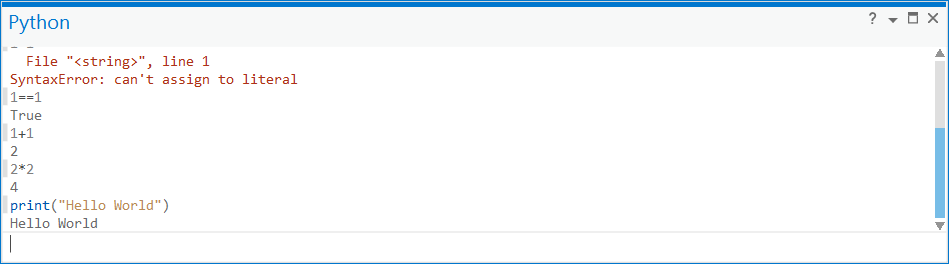 Python
File "<string>", line 1
SyntaxError: can't assign to literal
1==1
True
1+1
2
2*2
4
print("Hello World")
Hello World